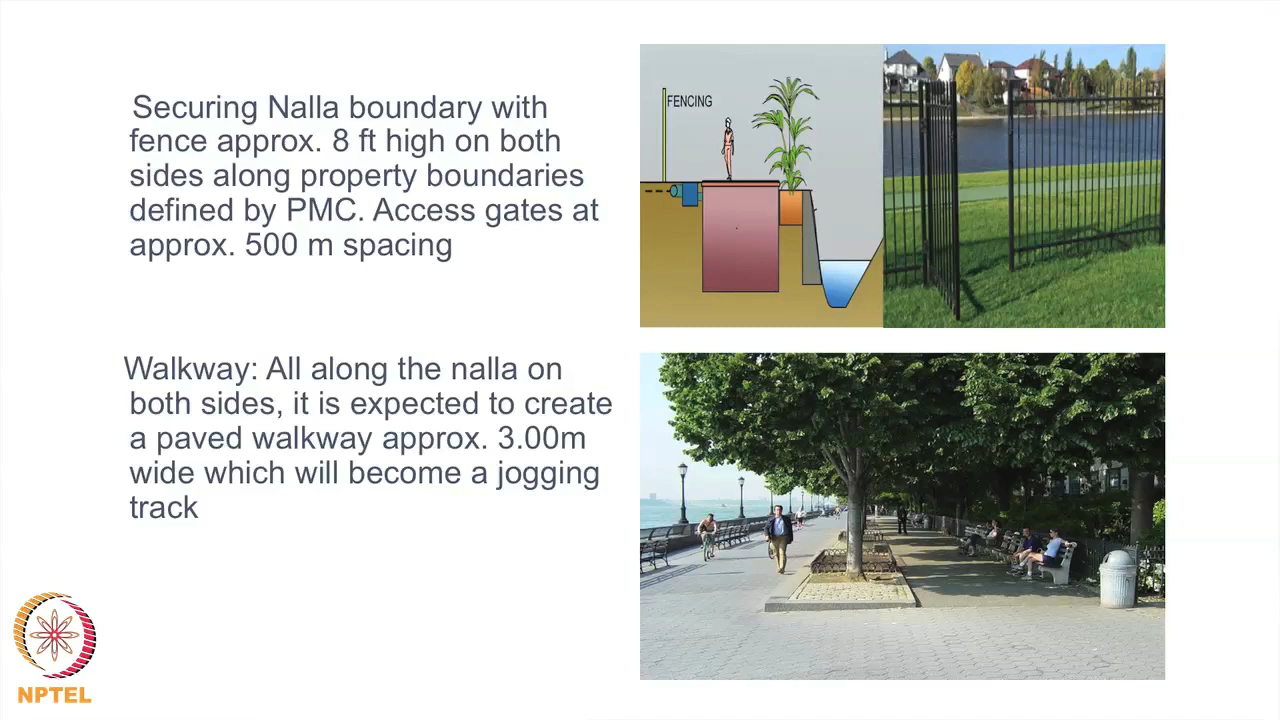 Securing Nalla boundary with
fence approx. 8 ft high on both
sides along property boundaries
defined by PMC. Access gates at
approx. 500 m spacing
FENCING
Walkway: All along the nalla on
both sides, it is expected to create
a paved walkway approx. 3.00m
wide which will become a jogging
track
NPTEL